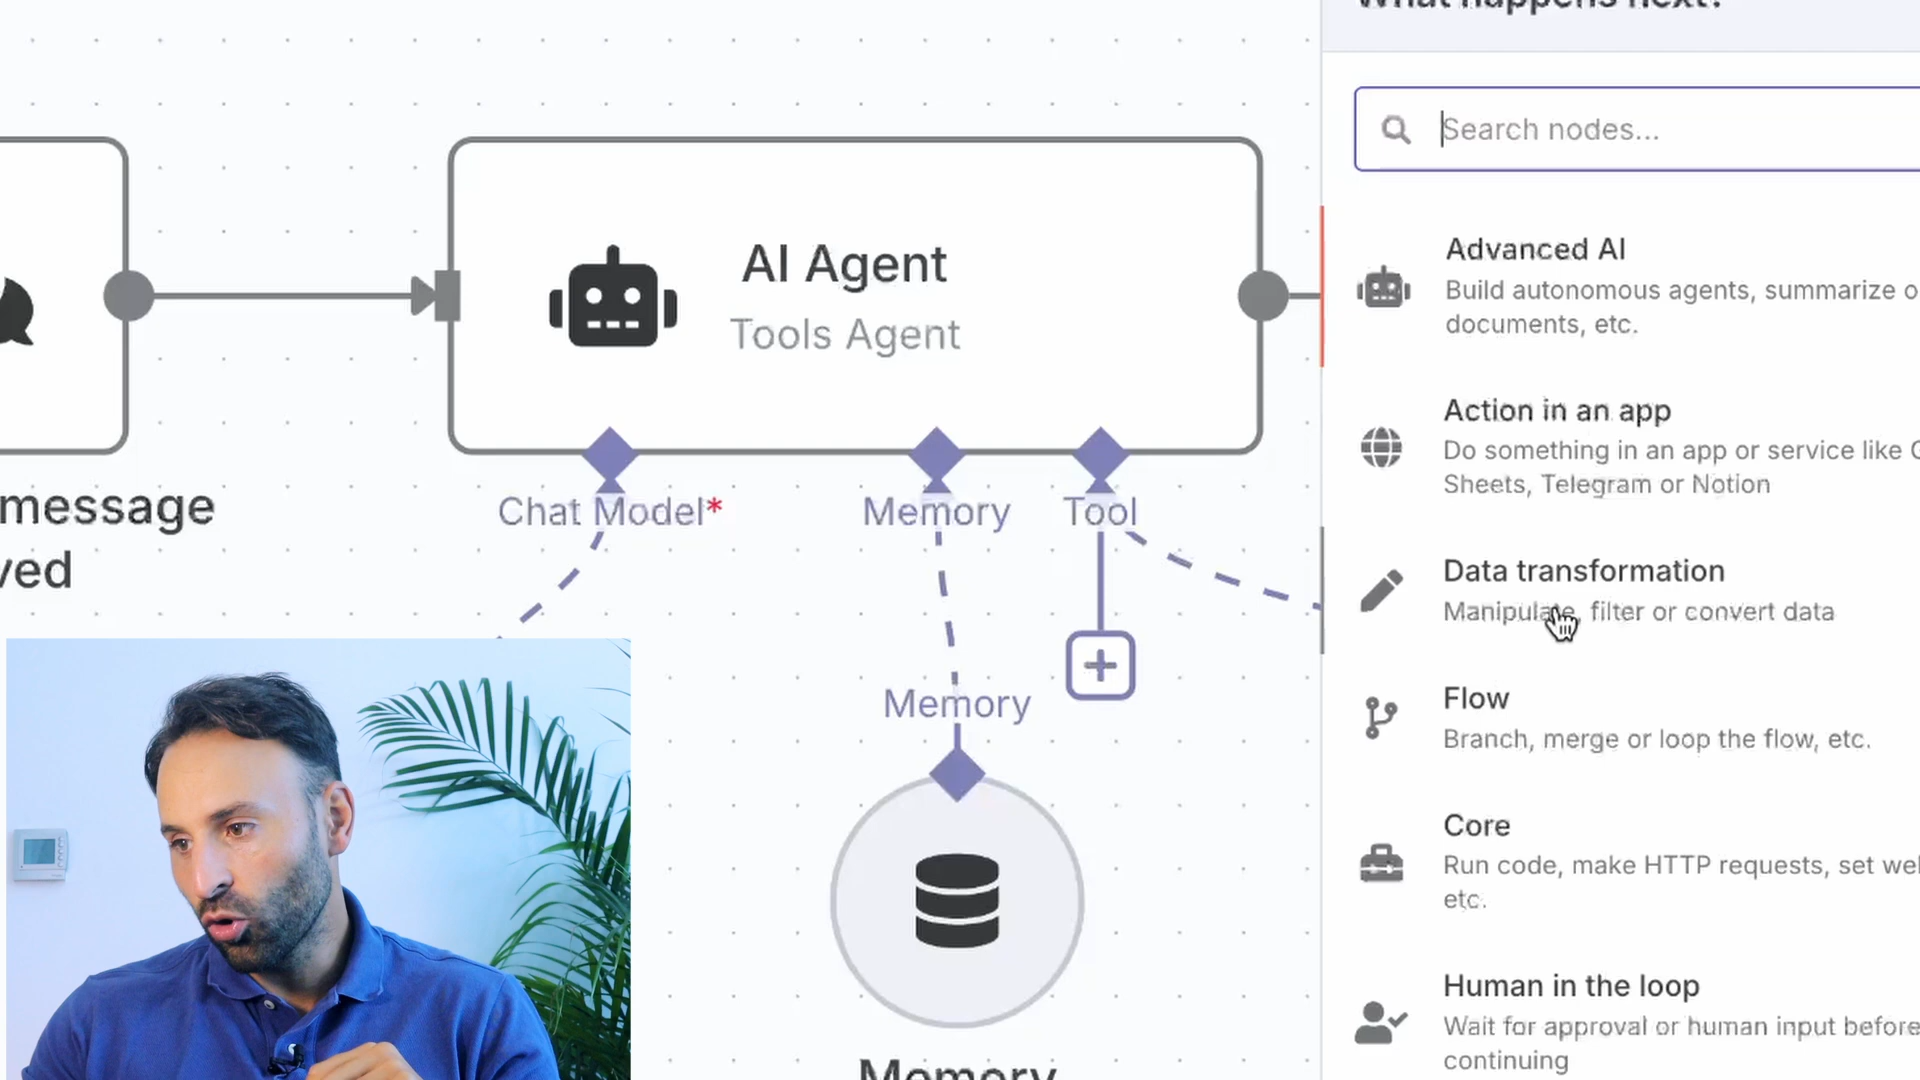 What happens next?
Search nodes...
AI Agent
Tools Agent
Chat Model*
Memory
Tool
message
ved
Memory
Memory
Advanced AI
Build autonomous agents, summarize o
documents, etc.
Action in an app
Do something in an app or service like G
Sheets, Telegram or Notion
Data transformation
Manipulate, filter or convert data
Flow
Branch, merge or loop the flow, etc.
Core
Run code, make HTTP requests, set we
etc.
Human in the loop
Wait for approval or human input before
continuing